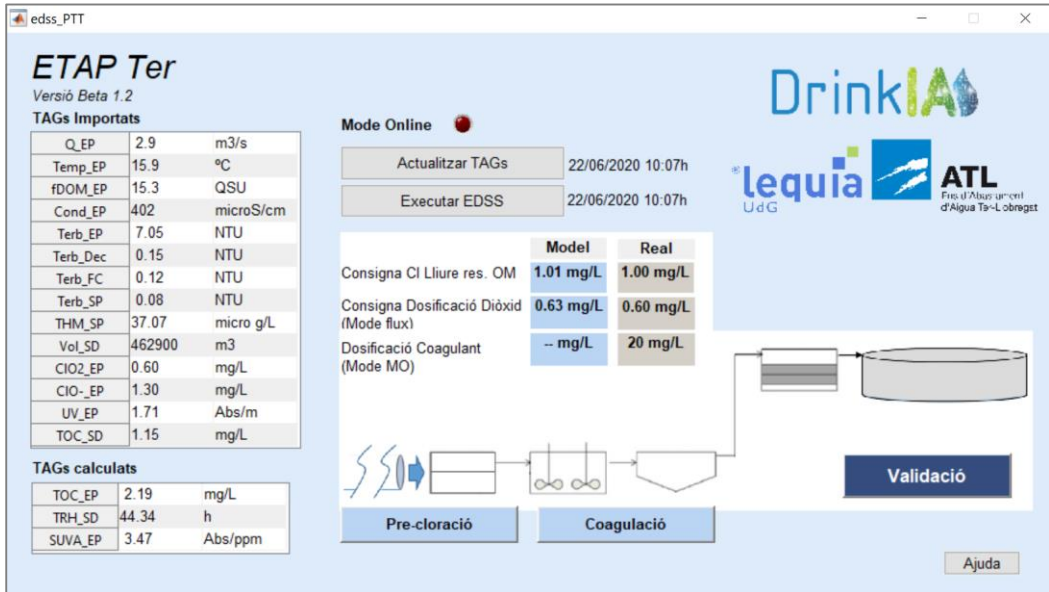 edss_PTT
ETAP Ter
Versió Beta 1.2
TAGs Importats
Q_EP 2.9 m3/s
Temp_EP 15.9 ºC
fDOM_EP 15.3 QSU
Cond_EP 402 microS/cm
Terb_EP 7.05 NTU
Terb_Dec 0.15 NTU
Terb_FC 0.12 NTU
Terb_SP 0.08 NTU
THM_SP 37.07 micro g/L
Vol_SD 462900 m3
ClO2_EP 0.60 mg/L
ClO-_EP 1.30 mg/L
UV_EP 1.71 Abs/m
TOC_SD 1.15 mg/L
TAGs calculats
TOC_EP 2.19 mg/L
TRH_SD 44.34 h
SUVA_EP 3.47 Abs/ppm
Mode Online
Actualitzar TAGs 22/06/2020 10:07h
Executar EDSS 22/06/2020 10:07h
Model Real
Consigna Cl Lliure res. OM 1.01 mg/L 1.00 mg/L
Consigna Dosificació Diòxid 0.63 mg/L 0.60 mg/L
(Mode flux)
Dosificació Coagulant -- mg/L 20 mg/L
(Mode MO)
Pre-cloració
Coagulació
DrinkIA
® lequia
UdG
ATL
Ens d'Abastament
d'Aigua Ter-Llobregat
Validació
Ajuda